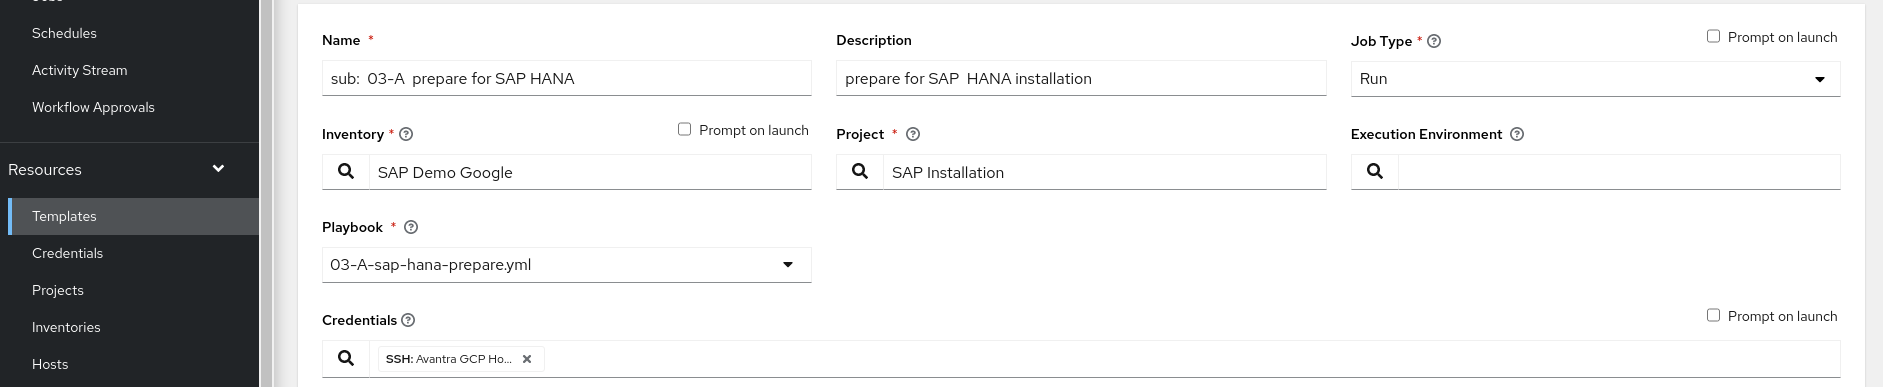 Schedules
Activity Stream
Workflow Approvals
Resources
Templates
Credentials
Projects
Inventories
Hosts
Name *
sub:  03-A  prepare for SAP HANA
Description
prepare for SAP  HANA installation
Job Type *
Prompt on launch
Run
Inventory *
Prompt on launch
SAP Demo Google
Project *
SAP Installation
Execution Environment
Playbook *
03-A-sap-hana-prepare.yml
Credentials
Prompt on launch
SSH: Avantra GCP Ho...